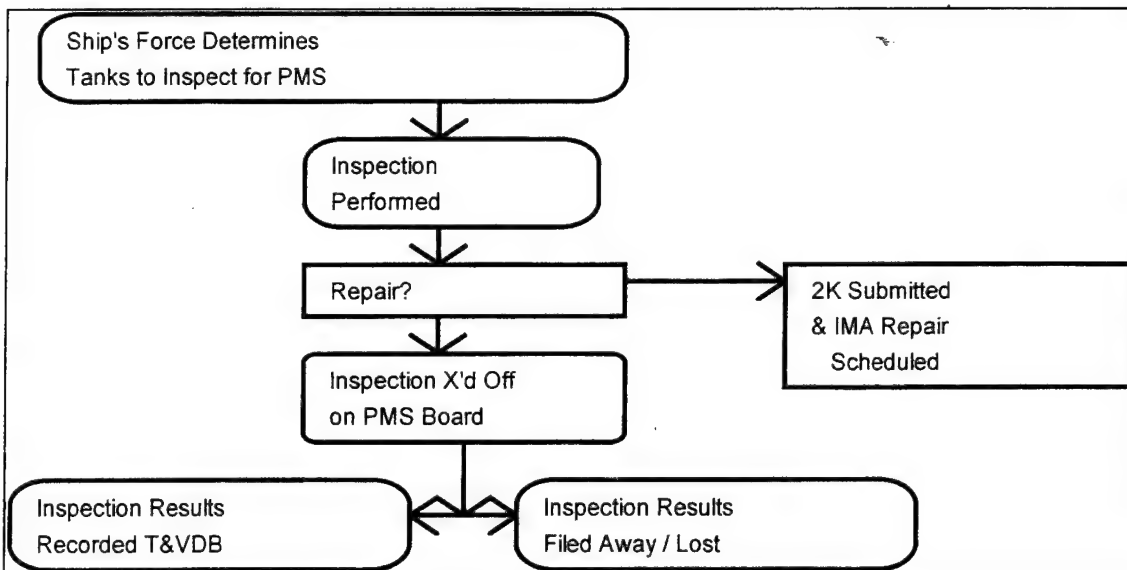 Ship's Force Determines
Tanks to Inspect for PMS
Inspection
Performed
Repair?
2K Submitted
& IMA Repair
Scheduled
Inspection X'd Off
on PMS Board
Inspection Results
Recorded T&VDB
Inspection Results
Filed Away / Lost